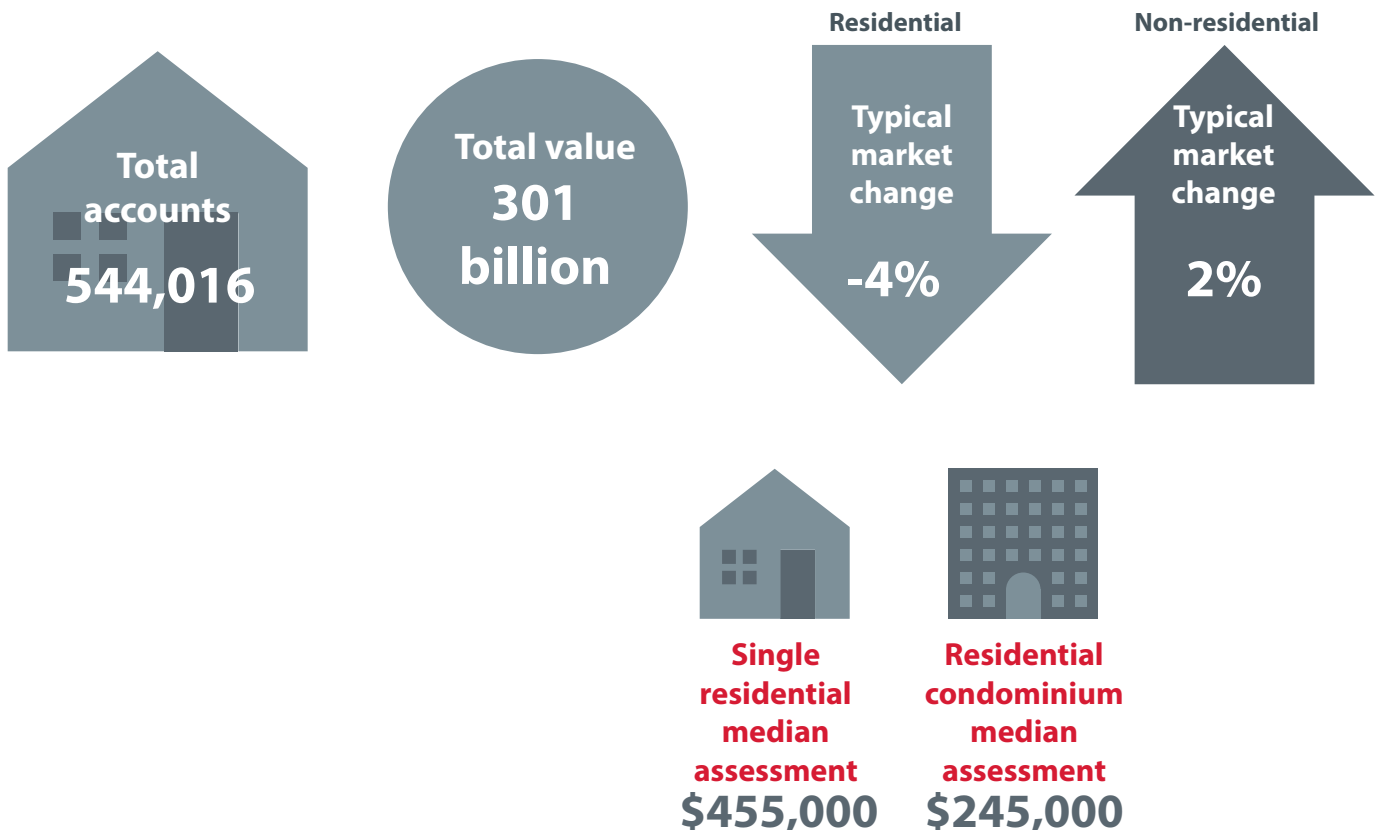 Total
accounts
544,016
Total value
301
billion
Residential
Typical
market
change
-4%
Non-residential
Typical
market
change
2%
Single
residential
median
assessment
$455,000
Residential
condominium
median
assessment
$245,000